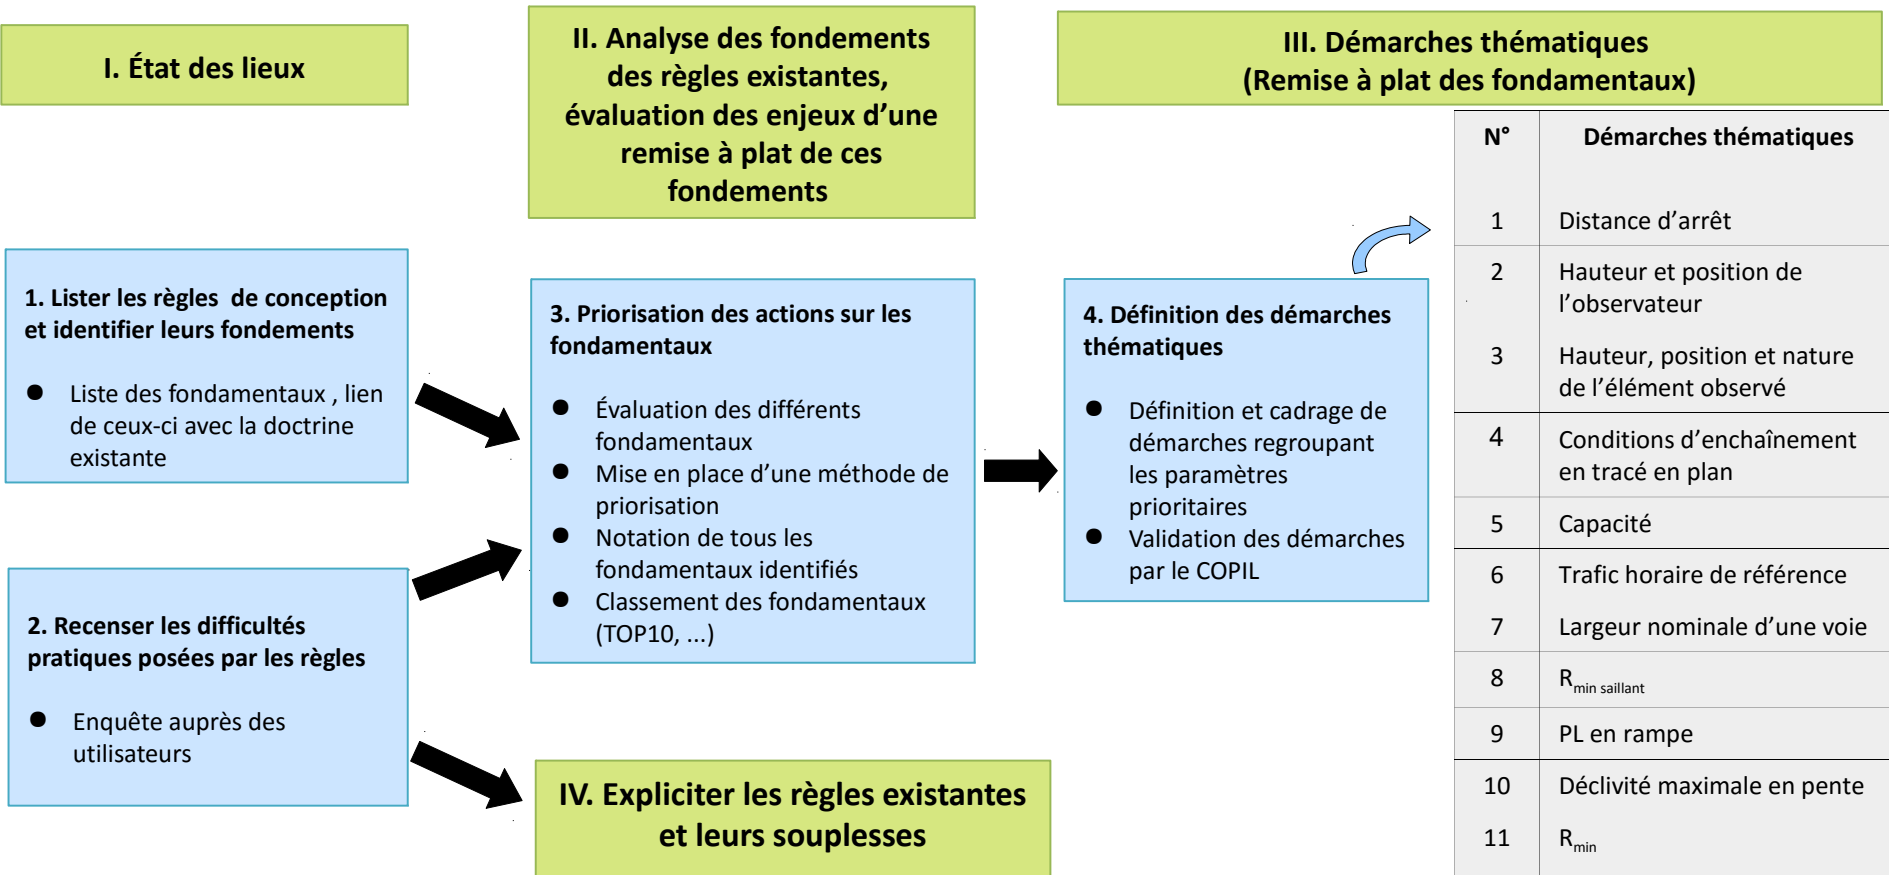 I. État des lieux
II. Analyse des fondements
des règles existantes,
évaluation des enjeux d'une
remise à plat de ces
fondements
III. Démarches thématiques
(Remise à plat des fondamentaux)
1. Lister les règles  de conception
et identifier leurs fondements
● Liste des fondamentaux , lien
de ceux-ci avec la doctrine
existante
2. Recenser les difficultés
pratiques posées par les règles
● Enquête auprès des
utilisateurs
3. Priorisation des actions sur les
fondamentaux
● Évaluation des différents
fondamentaux
● Mise en place d'une méthode de
priorisation
● Notation de tous les
fondamentaux identifiés
● Classement des fondamentaux
(TOP10, ...)
IV. Expliciter les règles existantes
et leurs souplesses
4. Définition des démarches
thématiques
● Définition et cadrage de
démarches regroupant
les paramètres
prioritaires
● Validation des démarches
par le COPIL
N° Démarches thématiques
1 Distance d'arrêt
2 Hauteur et position de
l'observateur
3 Hauteur, position et nature
de l'élément observé
4 Conditions d'enchaînement
en tracé en plan
5 Capacité
6 Trafic horaire de référence
7 Largeur nominale d'une voie
8 Rmin saillant
9 PL en rampe
10 Déclivité maximale en pente
11 Rmin